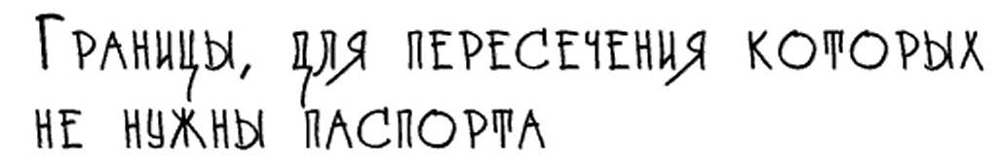 Границы, для пересечения которых
не нужны паспорта